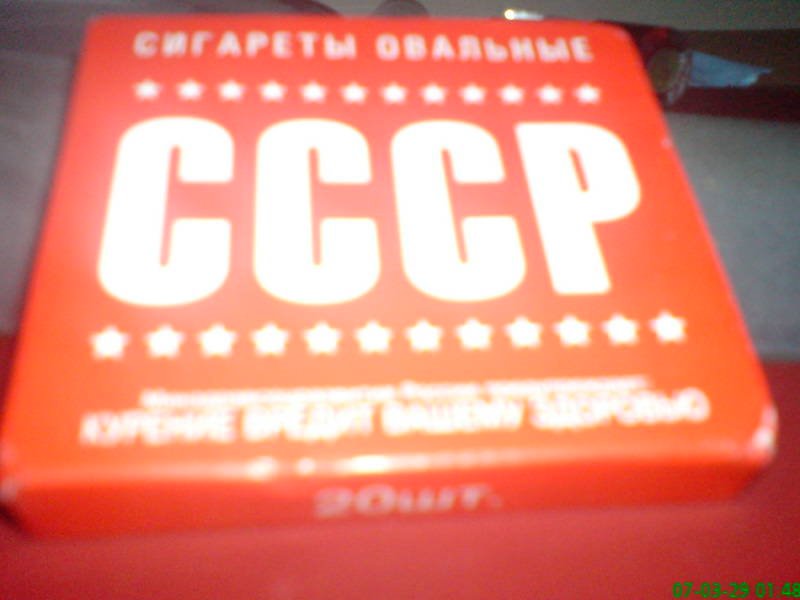 СИГАРЕТЫ ОВАЛЬНЫЕ
СССР
КУРЕНИЕ ВРЕДИТ ВАШЕМУ ЗДОРОВЬЮ
20шт.
07-03-29 01:48